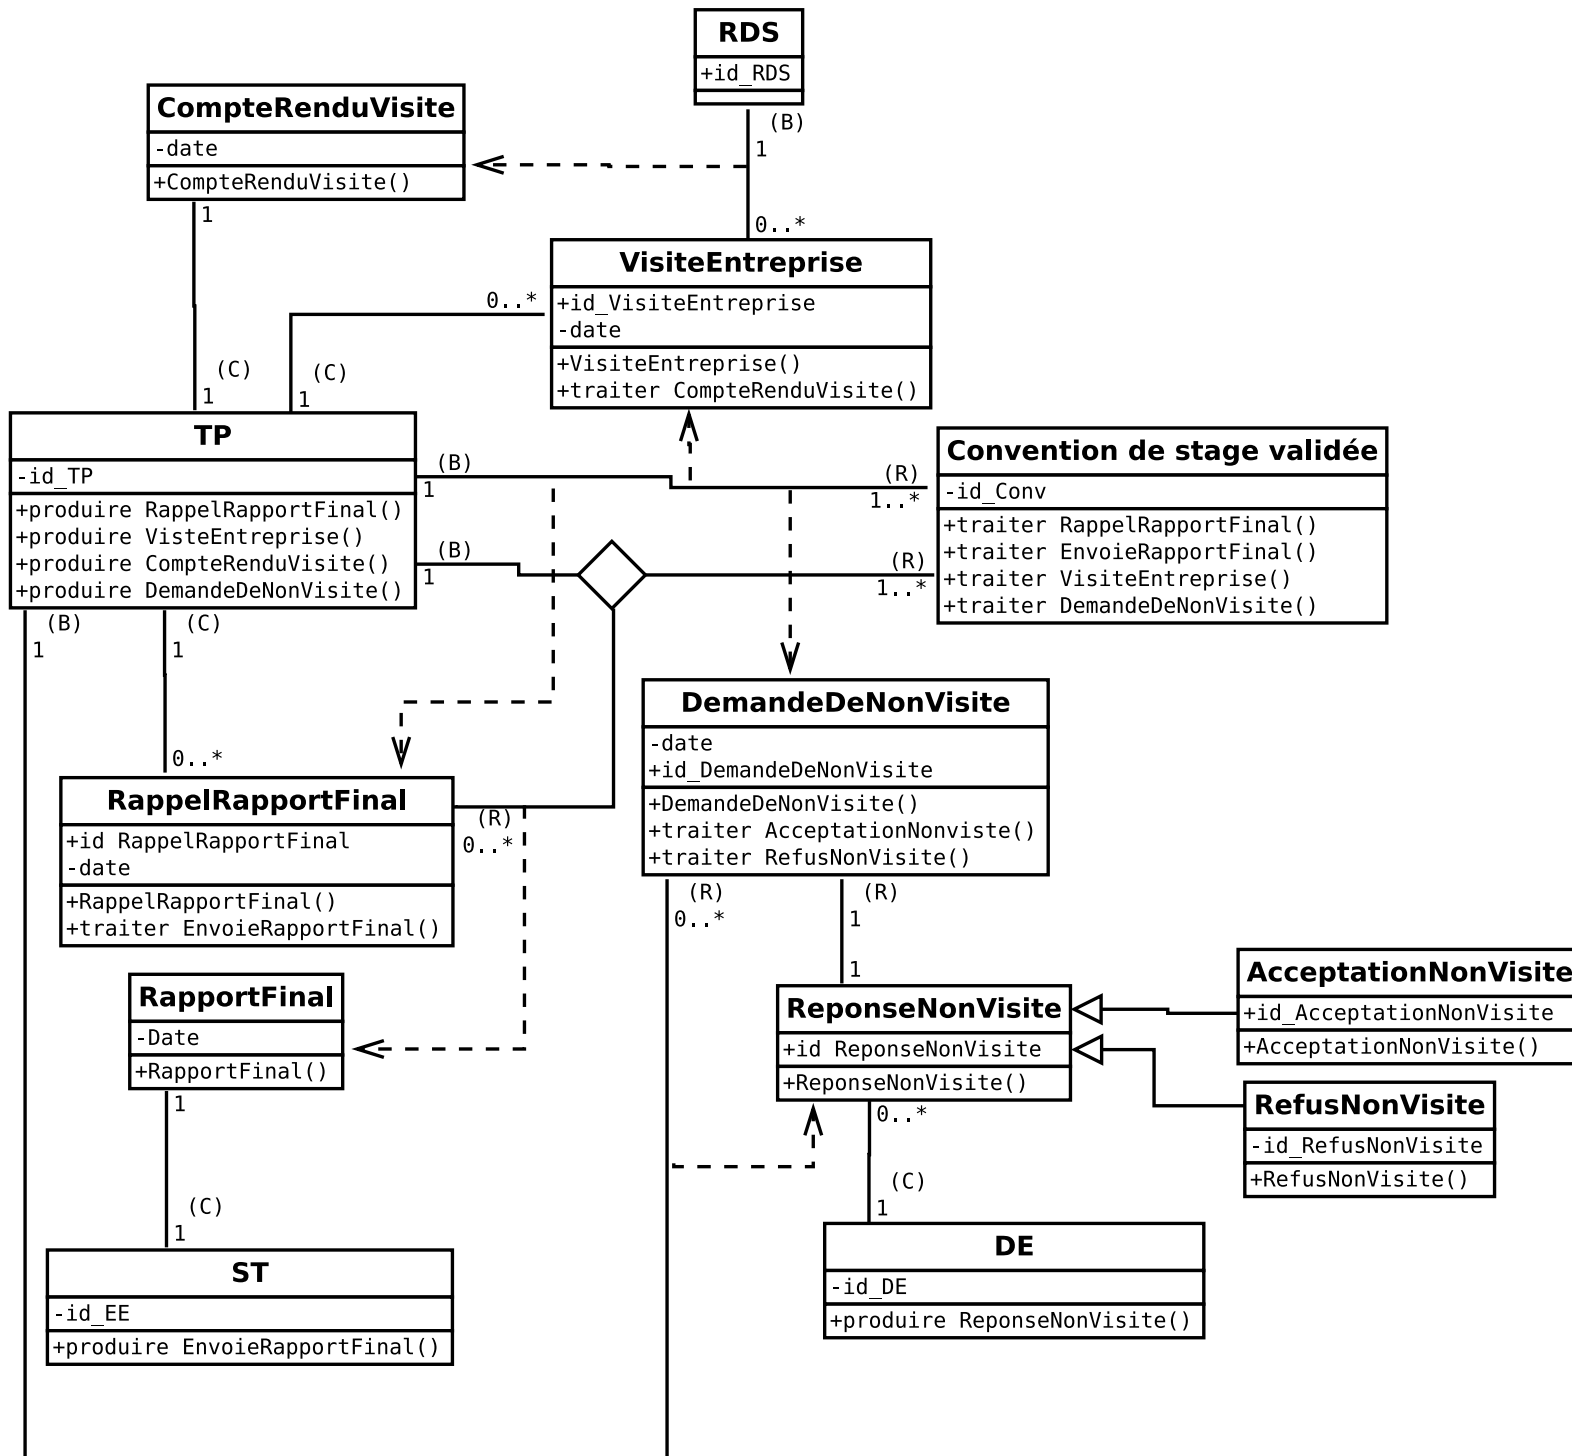 RDS
+id_RDS
(B)
1
0..*
CompteRenduVisite
-date
+CompteRenduVisite()
1
(C)
1
VisiteEntreprise
+id_VisiteEntreprise
-date
+VisiteEntreprise()
+traiter CompteRenduVisite()
0..*
(C)
1
TP
-id_TP
+produire RappelRapportFinal()
+produire VisteEntreprise()
+produire CompteRenduVisite()
+produire DemandeDeNonVisite()
(B)
1
(R)
1..*
(B)
1
(R)
1..*
Convention de stage validée
-id_Conv
+traiter RappelRapportFinal()
+traiter EnvoieRapportFinal()
+traiter VisiteEntreprise()
+traiter DemandeDeNonVisite()
(B)
1
(C)
1
0..*
DemandeDeNonVisite
-date
+id_DemandeDeNonVisite
+DemandeDeNonVisite()
+traiter AcceptationNonviste()
+traiter RefusNonVisite()
RappelRapportFinal
+id RappelRapportFinal
-date
+RappelRapportFinal()
+traiter EnvoieRapportFinal()
(R)
0..*
(R)
0..*
(R)
1
1
RapportFinal
-Date
+RapportFinal()
1
(C)
1
ReponseNonVisite
+id ReponseNonVisite
+ReponseNonVisite()
0..*
(C)
1
AcceptationNonVisite
+id_AcceptationNonVisite
+AcceptationNonVisite()
RefusNonVisite
-id_RefusNonVisite
+RefusNonVisite()
ST
-id_EE
+produire EnvoieRapportFinal()
DE
-id_DE
+produire ReponseNonVisite()